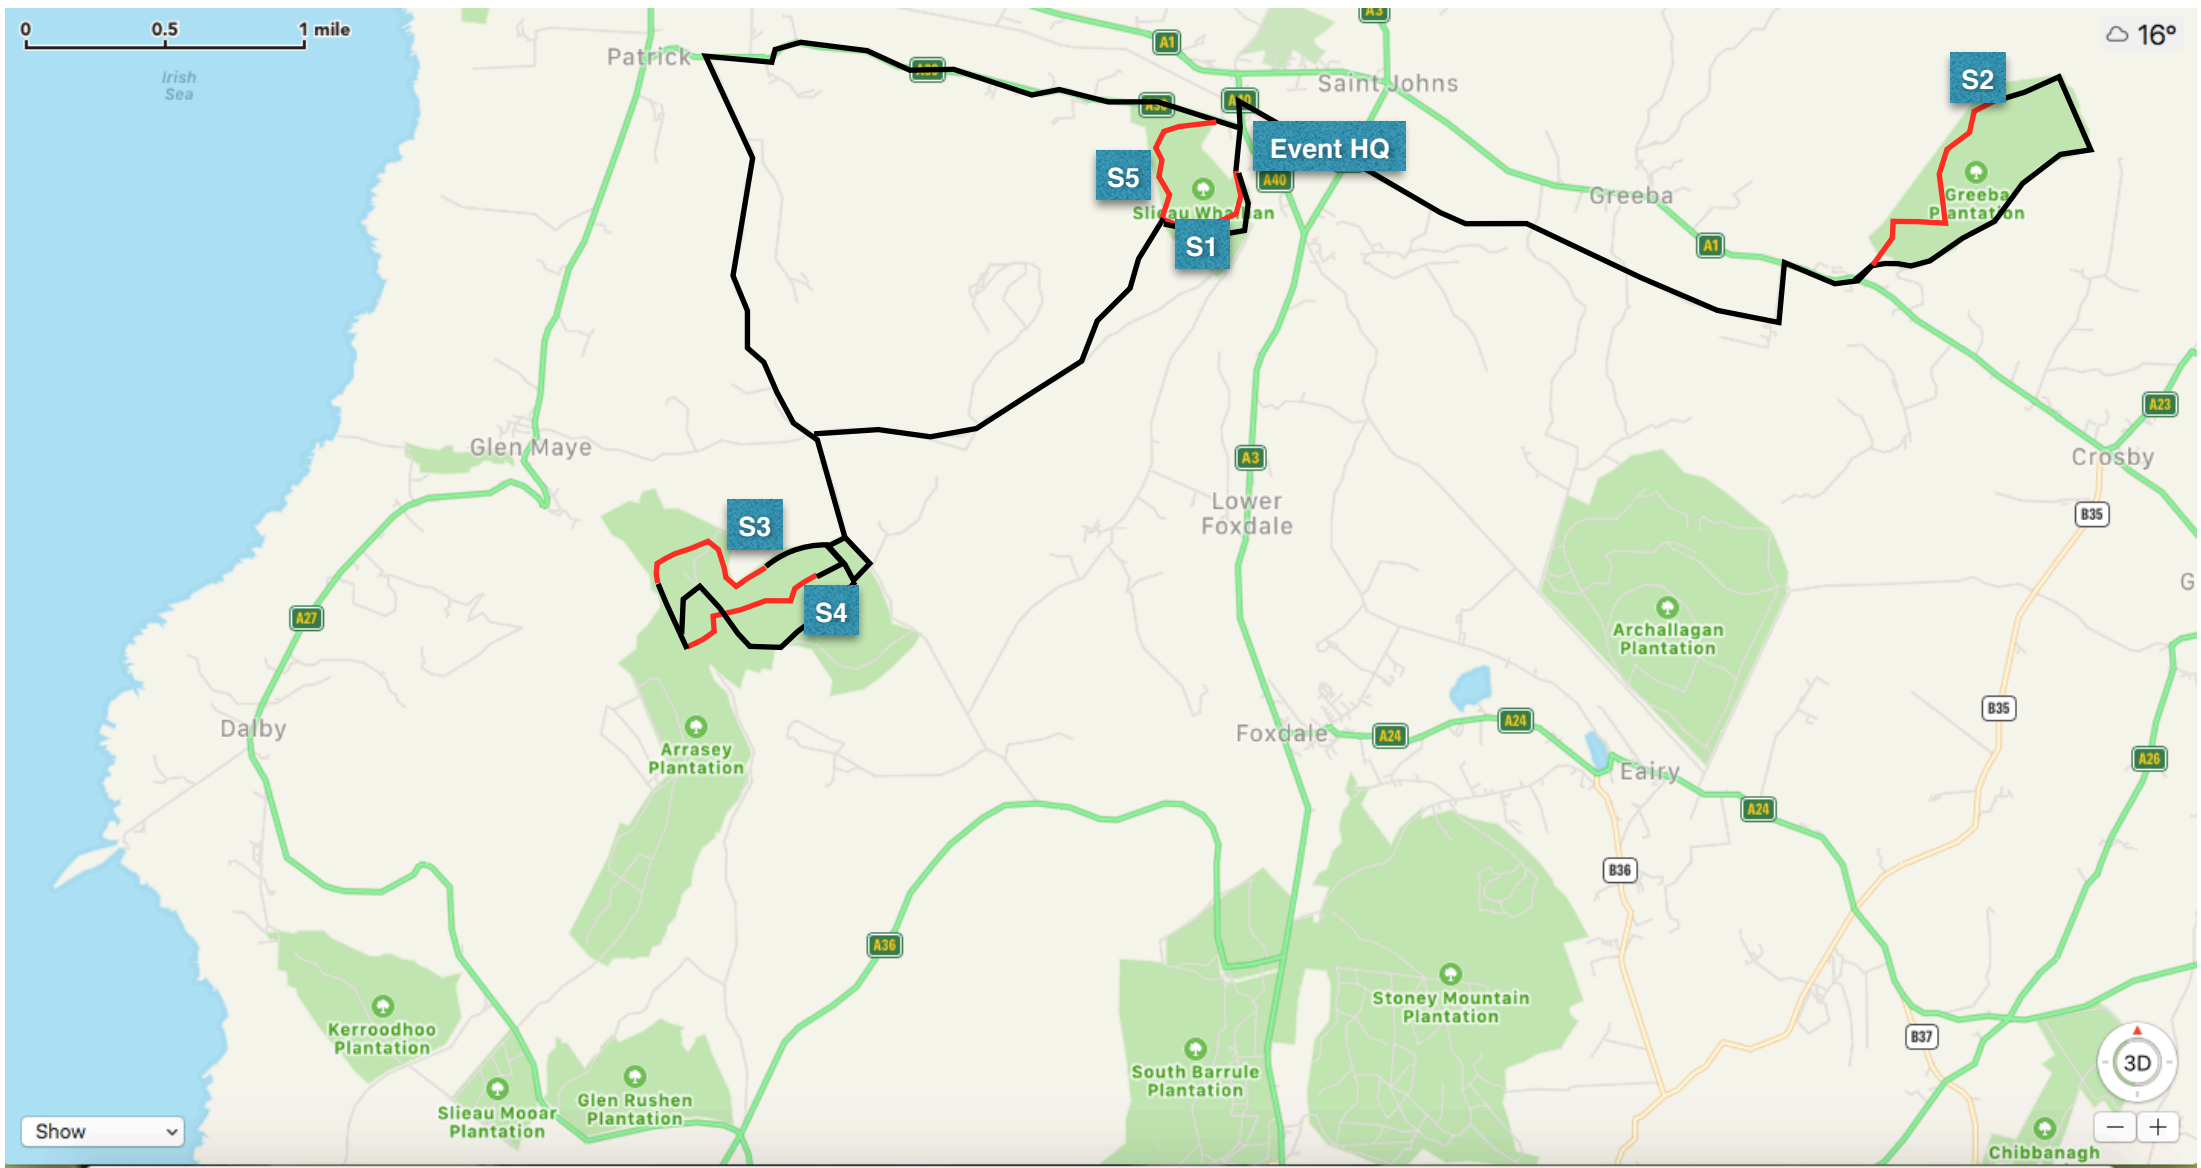 0 0.5 1 mile
16°
A3
A1
Patrick
Irish
Sea
Saint Johns
S2
Event HQ
S5
A40
Greeba
Greeba
Plantation
S1
A1
A23
Glen Maye
Crosby
A3
Lower
Foxdale
B35
S3
S4
A27
Archallagan
Plantation
G
B35
Dalby
Foxdale
A24
A24
Eairy
A26
Arrasey
Plantation
A24
B36
A36
Stoney Mountain
Plantation
Kerroodhoo
Plantation
B37
South Barrule
Plantation
3D
Glen Rushen
Plantation
Slieau Mooar
Plantation
Show
− +
Chibbanagh